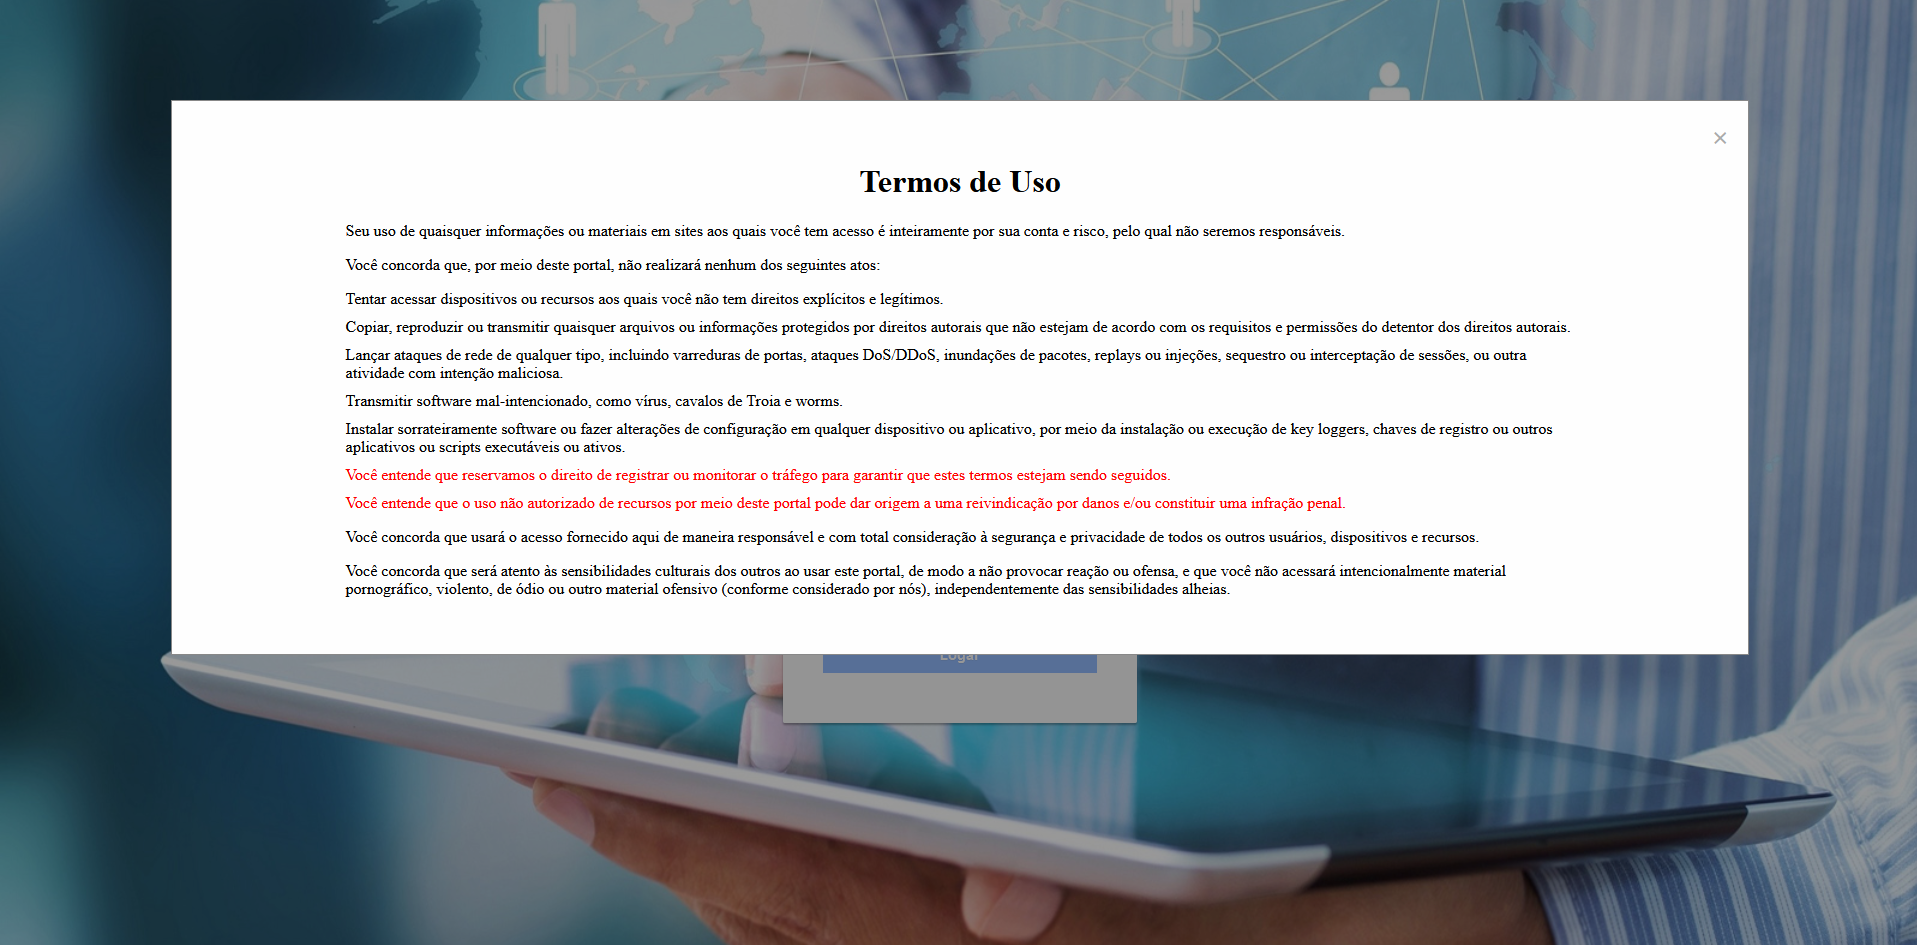 ×
Termos de Uso
Seu uso de quaisquer informações ou materiais em sites aos quais você tem acesso é inteiramente por sua conta e risco, pelo qual não seremos responsáveis.
Você concorda que, por meio deste portal, não realizará nenhum dos seguintes atos:
Tentar acessar dispositivos ou recursos aos quais você não tem direitos explícitos e legítimos.
Copiar, reproduzir ou transmitir quaisquer arquivos ou informações protegidos por direitos autorais que não estejam de acordo com os requisitos e permissões do detentor dos direitos autorais.
Lançar ataques de rede de qualquer tipo, incluindo varreduras de portas, ataques DoS/DDoS, inundações de pacotes, replays ou injeções, sequestro ou interceptação de sessões, ou outra
atividade com intenção maliciosa.
Transmitir software mal-intencionado, como vírus, cavalos de Troia e worms.
Instalar sorrateiramente software ou fazer alterações de configuração em qualquer dispositivo ou aplicativo, por meio da instalação ou execução de key loggers, chaves de registro ou outros
aplicativos ou scripts executáveis ou ativos.
Você entende que reservamos o direito de registrar ou monitorar o tráfego para garantir que estes termos estejam sendo seguidos.
Você entende que o uso não autorizado de recursos por meio deste portal pode dar origem a uma reivindicação por danos e/ou constituir uma infração penal.
Você concorda que usará o acesso fornecido aqui de maneira responsável e com total consideração à segurança e privacidade de todos os outros usuários, dispositivos e recursos.
Você concorda que será atento às sensibilidades culturais dos outros ao usar este portal, de modo a não provocar reação ou ofensa, e que você não acessará intencionalmente material
pornográfico, violento, de ódio ou outro material ofensivo (conforme considerado por nós), independentemente das sensibilidades alheias.
Logar